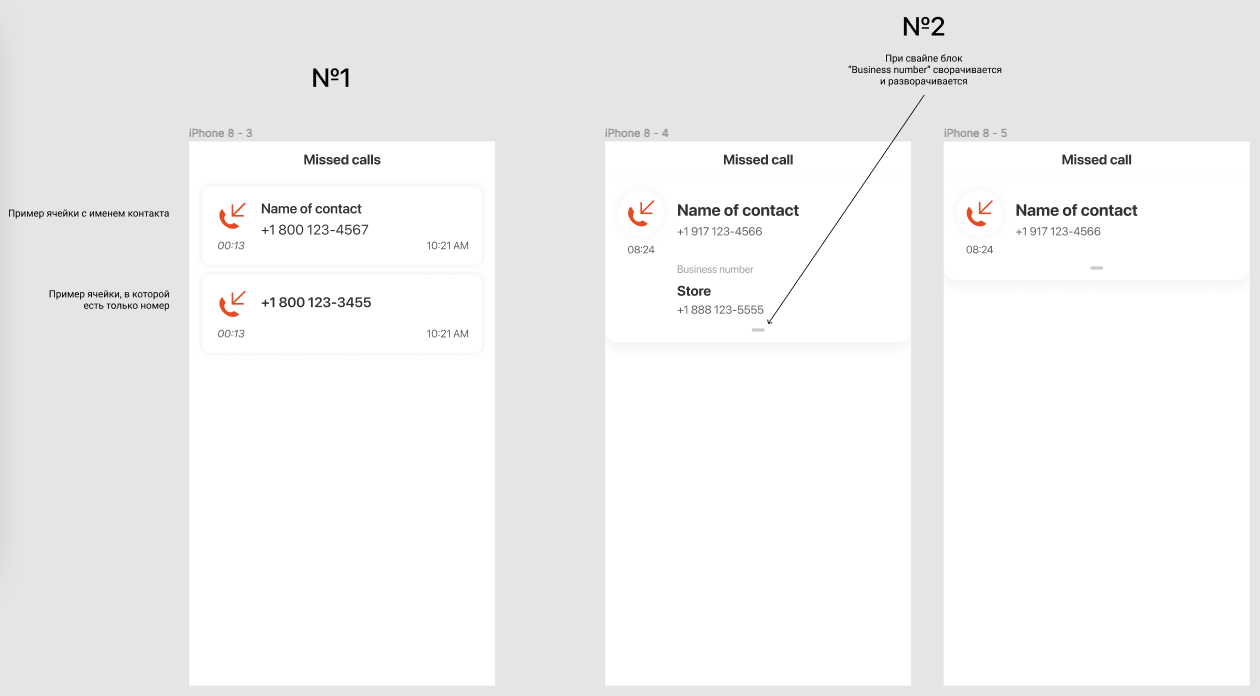 №1
№2
При свайпе блок
“Business number” сворачивается
и разворачивается
iPhone 8 - 3
Missed calls
Пример ячейки с именем контакта
Name of contact
+1 800 123-4567
00:13
10:21 AM
Пример ячейки, в которой
есть только номер
+1 800 123-3455
00:13
10:21 AM
iPhone 8 - 4
Missed call
Name of contact
+1 917 123-4566
08:24
Business number
Store
+1 888 123-5555
iPhone 8 - 5
Missed call
Name of contact
+1 917 123-4566
08:24